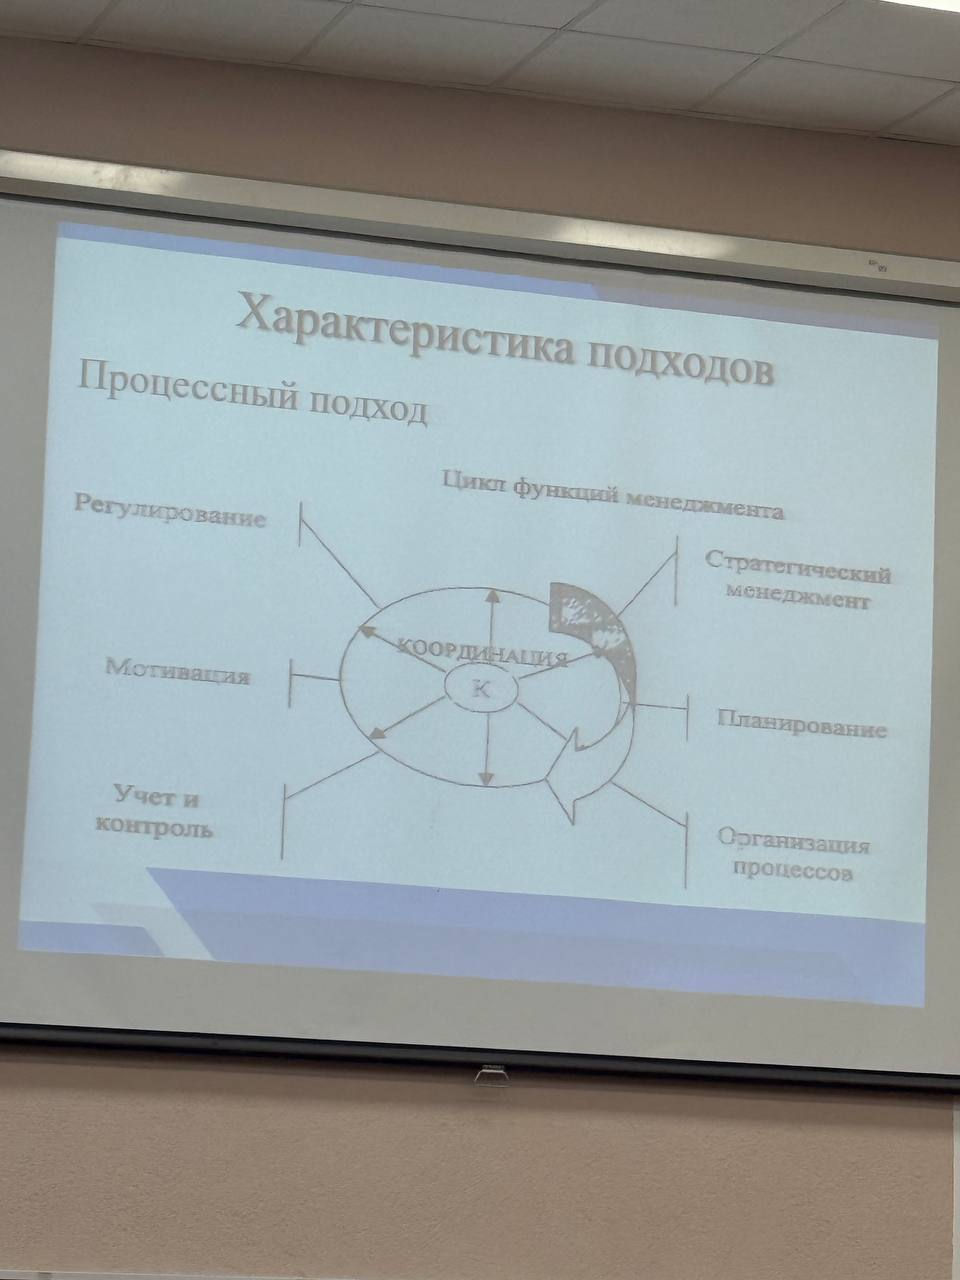 Характеристика подходов
Процессный подход
Цикл функций менеджмента
Регулирование
Стратегический
менеджмент
КООРДИНАЦИЯ
К
Мотивация
Планирование
Учет и
контроль
Организация
процессов